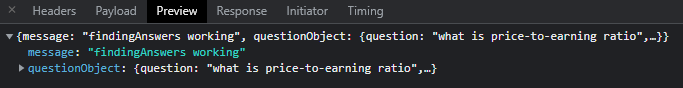 × Headers Payload Preview Response Initiator Timing
▼{message: "findingAnswers working", questionObject: {question: "what is price-to-earning ratio",…}}
message: "findingAnswers working"
▶questionObject: {question: "what is price-to-earning ratio",…}